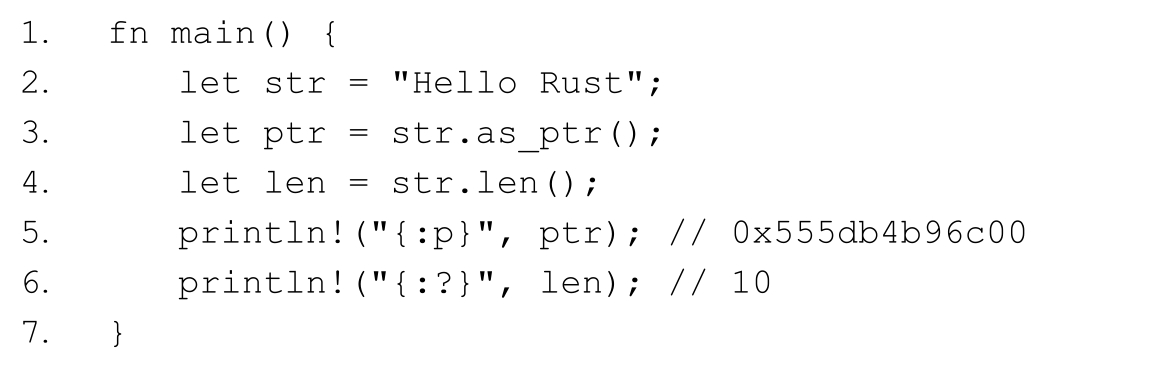 1.   fn main() {
2.       let str = "Hello Rust";
3.       let ptr = str.as_ptr();
4.       let len = str.len();
5.       println!("{:p}", ptr); // 0x555db4b96c00
6.       println!("{:?}", len); // 10
7.   }